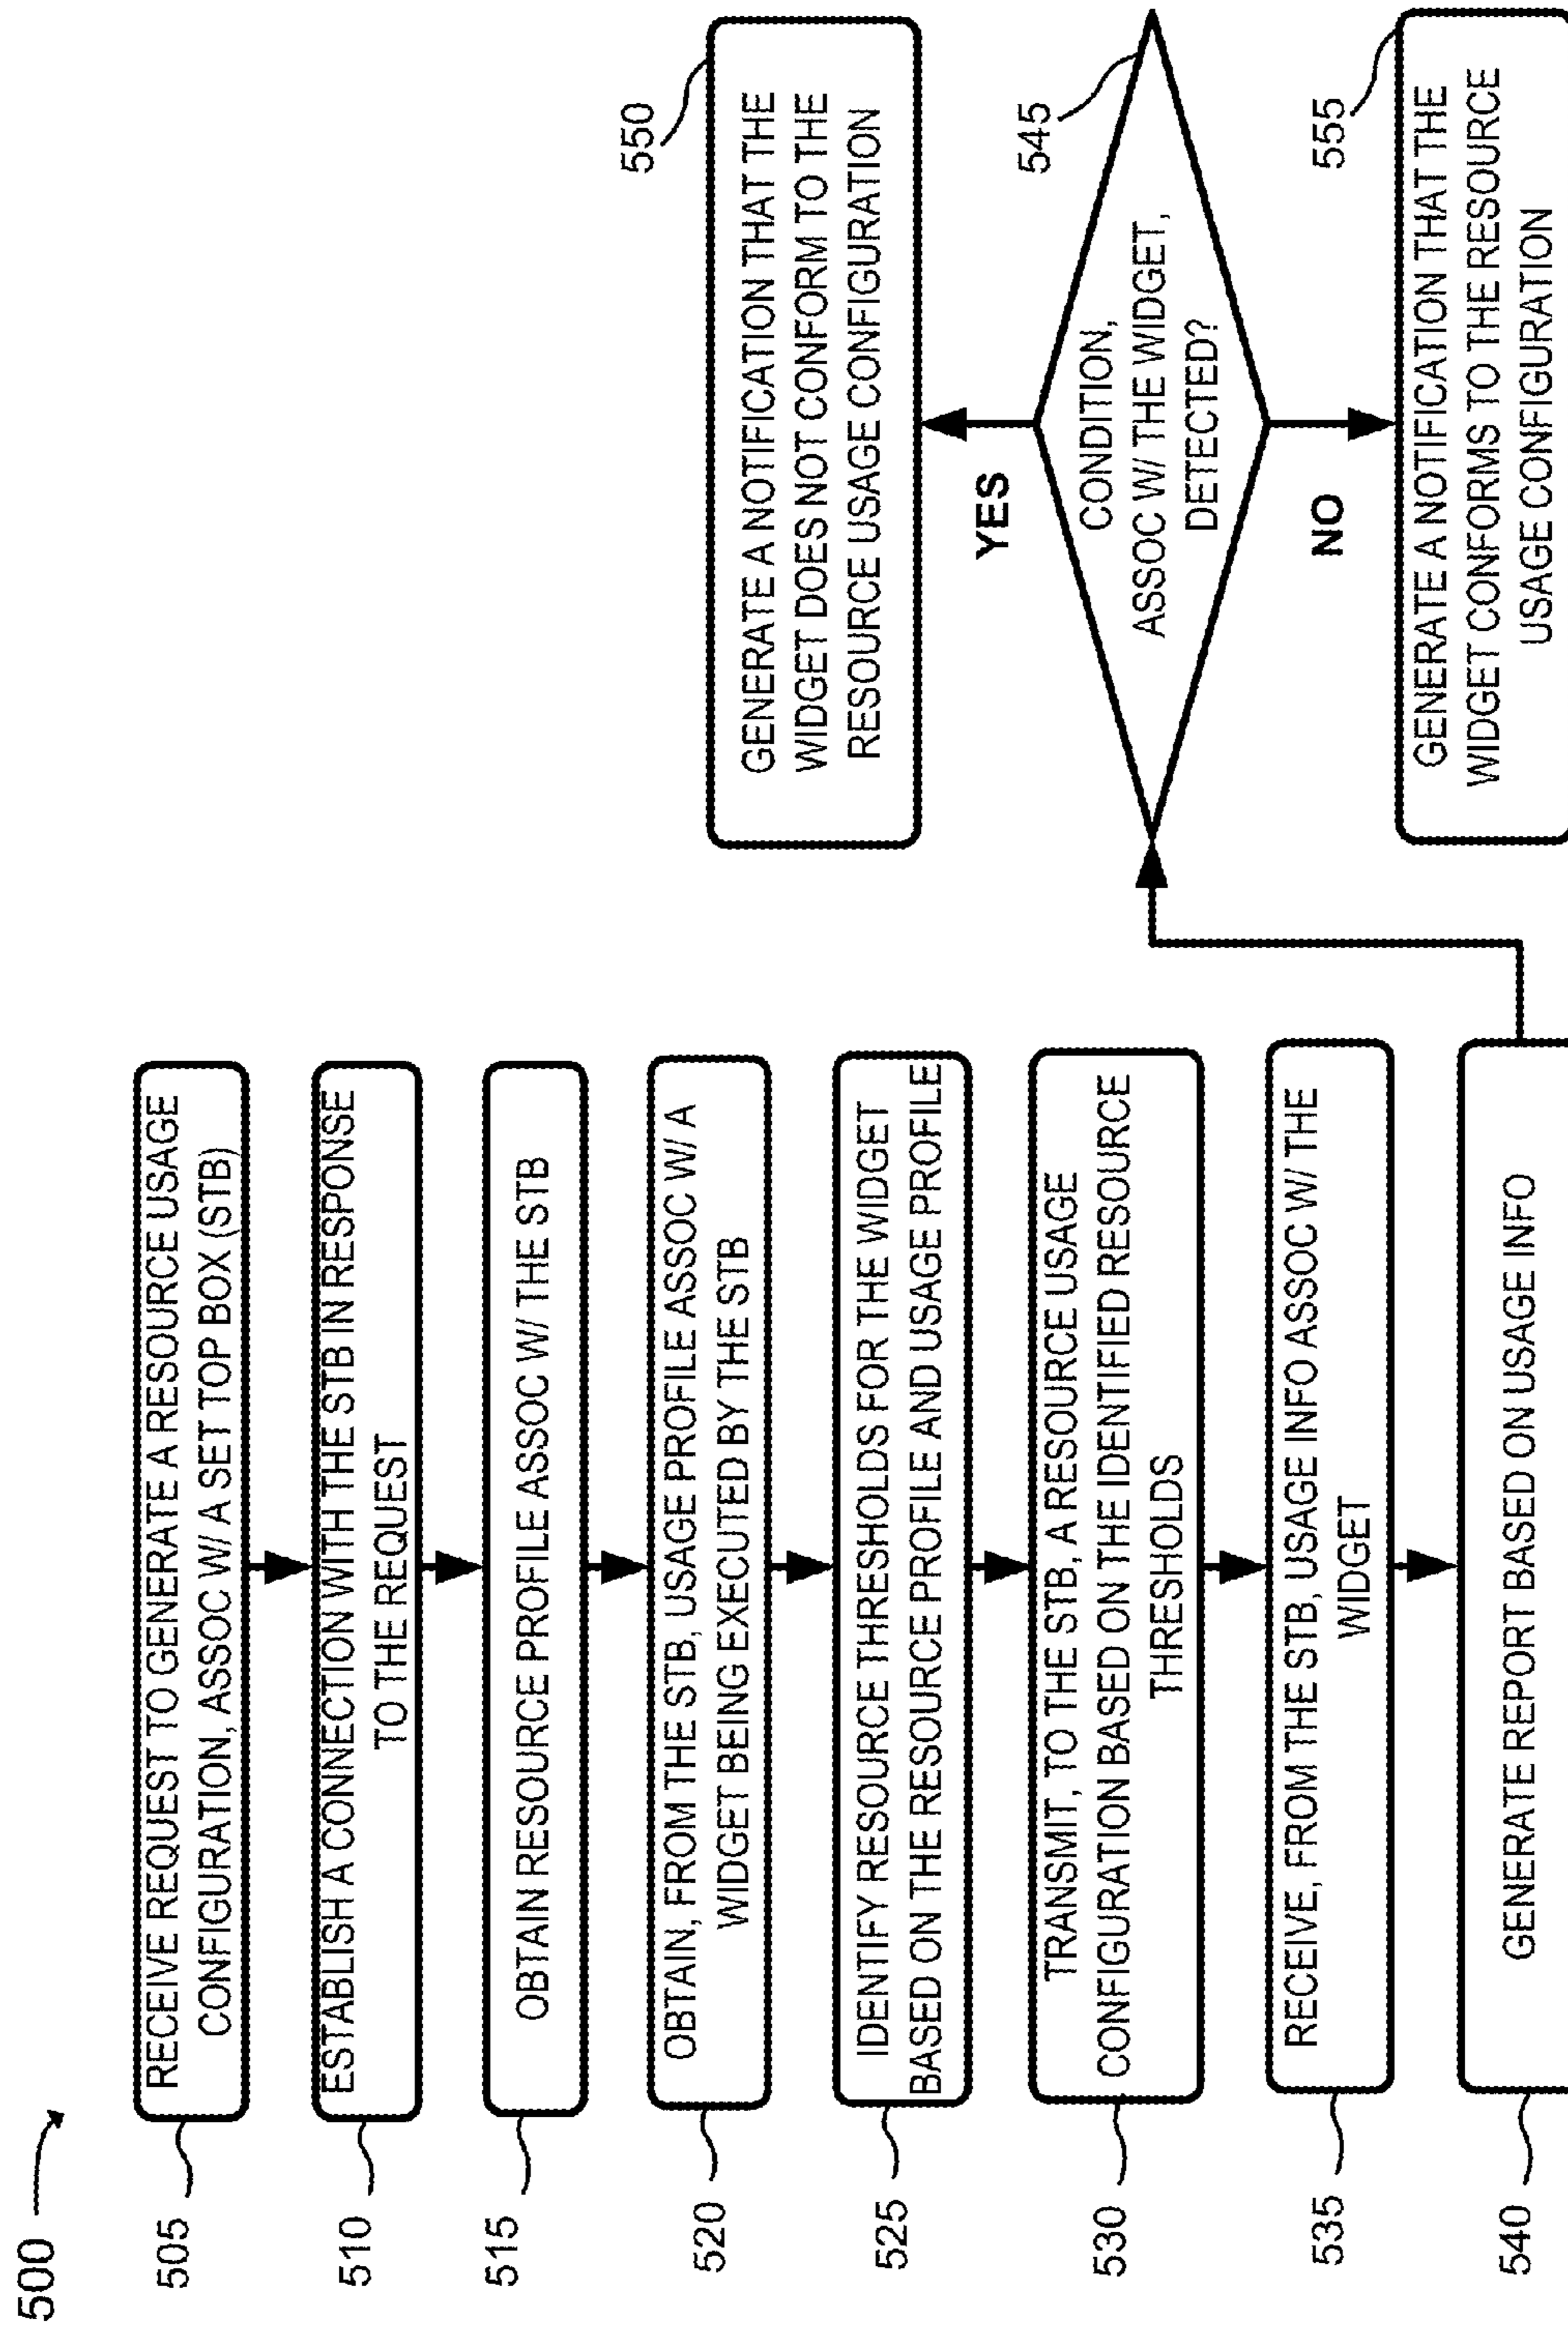 500
505
RECEIVE REQUEST TO GENERATE A RESOURCE USAGE
CONFIGURATION, ASSOC W/ A SET TOP BOX (STB)
510
ESTABLISH A CONNECTION WITH THE STB IN RESPONSE
TO THE REQUEST
515
OBTAIN RESOURCE PROFILE ASSOC W/ THE STB
520
OBTAIN, FROM THE STB, USAGE PROFILE ASSOC W/ A
WIDGET BEING EXECUTED BY THE STB
525
IDENTIFY RESOURCE THRESHOLDS FOR THE WIDGET
BASED ON THE RESOURCE PROFILE AND USAGE PROFILE
530
TRANSMIT, TO THE STB, A RESOURCE USAGE
CONFIGURATION BASED ON THE IDENTIFIED RESOURCE
THRESHOLDS
535
RECEIVE, FROM THE STB, USAGE INFO ASSOC W/ THE
WIDGET
540
GENERATE REPORT BASED ON USAGE INFO
550
GENERATE A NOTIFICATION THAT THE
WIDGET DOES NOT CONFORM TO THE
RESOURCE USAGE CONFIGURATION
YES
545
CONDITION,
ASSOC W/ THE WIDGET,
DETECTED?
NO
555
GENERATE A NOTIFICATION THAT THE
WIDGET CONFORMS TO THE RESOURCE
USAGE CONFIGURATION